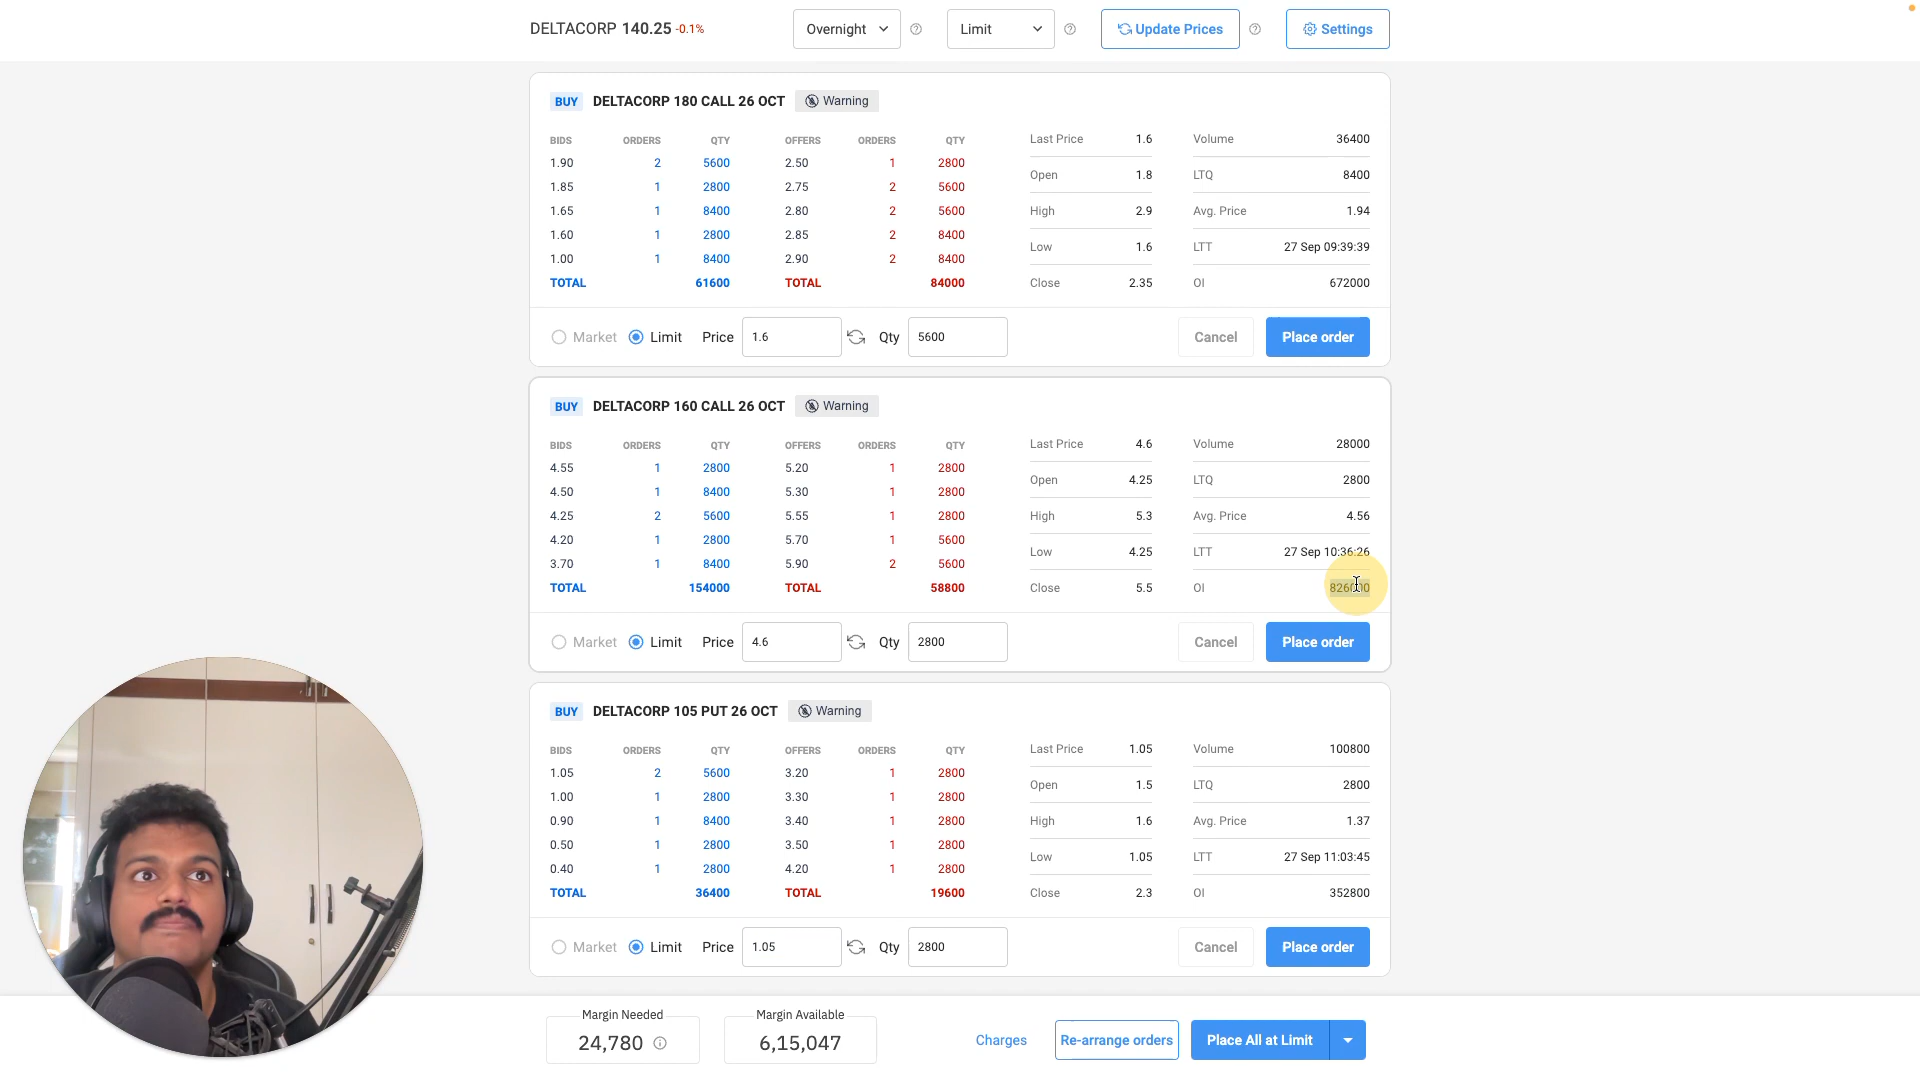 DELTACORP 140.25 -0.1% Overnight Limit Update Prices Settings
BUY DELTACORP 180 CALL 26 OCT Warning
BIDS ORDERS QTY OFFERS ORDERS QTY Last Price 1.6 Volume 36400
1.90 2 5600 2.50 1 2800
1.85 1 2800 2.75 2 5600 Open 1.8 LTQ 8400
1.65 1 8400 2.80 2 5600 High 2.9 Avg. Price 1.94
1.60 1 2800 2.85 2 8400 Low 1.6 LTT 27 Sep 09:39:39
1.00 1 8400 2.90 2 8400
TOTAL 61600 TOTAL 84000 Close 2.35 OI 672000
Market Limit Price 1.6 Qty 5600 Cancel Place order
BUY DELTACORP 160 CALL 26 OCT Warning
BIDS ORDERS QTY OFFERS ORDERS QTY Last Price 4.6 Volume 28000
4.55 1 2800 5.20 1 2800
4.50 1 8400 5.30 1 2800 Open 4.25 LTQ 2800
4.25 2 5600 5.55 1 2800 High 5.3 Avg. Price 4.56
4.20 1 2800 5.70 1 5600 Low 4.25 LTT 27 Sep 10:36:26
3.70 1 8400 5.90 2 5600
TOTAL 154000 TOTAL 58800 Close 5.5 OI 826000
Market Limit Price 4.6 Qty 2800 Cancel Place order
BUY DELTACORP 105 PUT 26 OCT Warning
BIDS ORDERS QTY OFFERS ORDERS QTY Last Price 1.05 Volume 100800
1.05 2 5600 3.20 1 2800
1.00 1 2800 3.30 1 2800 Open 1.5 LTQ 2800
0.90 1 8400 3.40 1 2800 High 1.6 Avg. Price 1.37
0.50 1 2800 3.50 1 2800 Low 1.05 LTT 27 Sep 11:03:45
0.40 1 2800 4.20 1 2800
TOTAL 36400 TOTAL 19600 Close 2.3 OI 352800
Market Limit Price 1.05 Qty 2800 Cancel Place order
Margin Needed Margin Available
24,780 6,15,047 Charges Re-arrange orders Place All at Limit